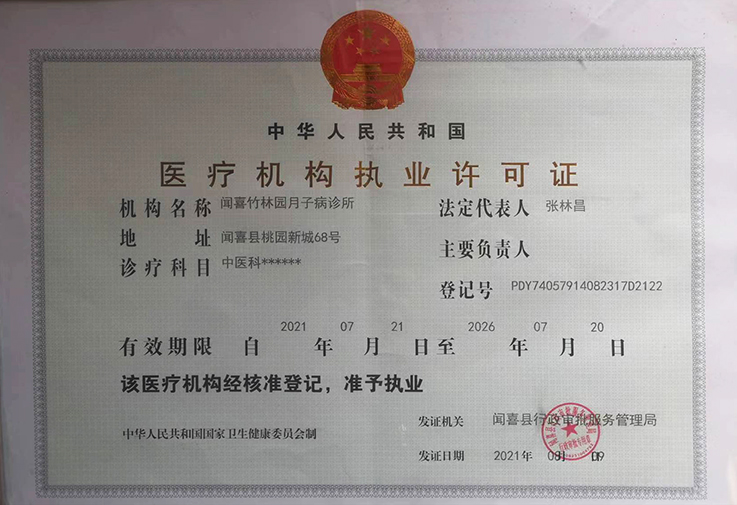 中华人民共和国
医疗机构执业许可证
机构名称 闻喜竹林园月子病诊所
法定代表人 张林昌
地址 闻喜县桃园新城68号
主要负责人
诊疗科目 中医科******
登记号 PDY74057914082317D2122
有效期限 自 2021 年 07 月 21 日至 2026 年 07 月 20 日
该医疗机构经核准登记，准予执业
发证机关 闻喜县行政审批服务管理局
中华人民共和国国家卫生健康委员会制
发证日期 2021年 月 日